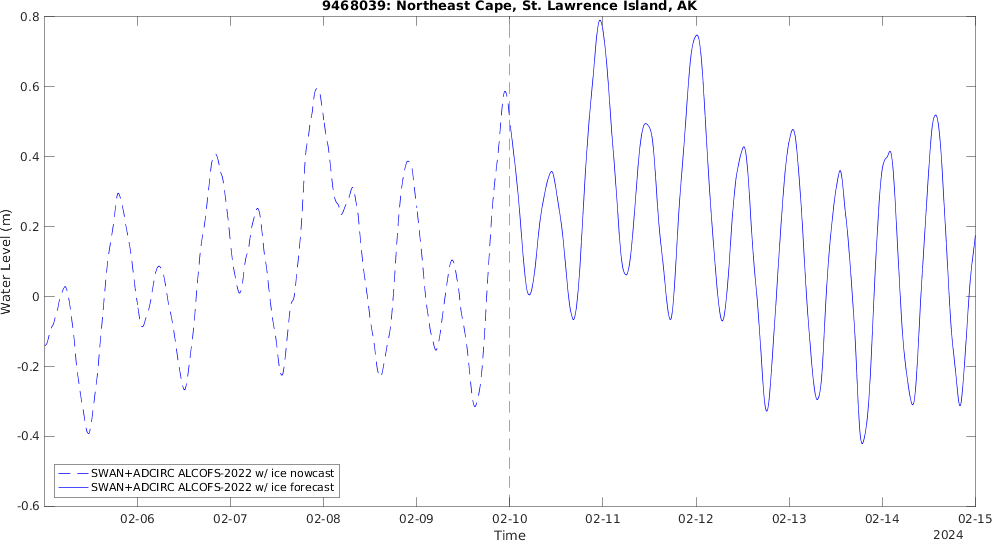 9468039: Northeast Cape, St. Lawrence Island, AK
0.8
0.6
0.4
0.2
0
-0.2
-0.4
-0.6
Water Level (m)
SWAN+ADCIRC ALCOFS-2022 w/ ice nowcast
SWAN+ADCIRC ALCOFS-2022 w/ ice forecast
02-06 02-07 02-08 02-09 02-10 02-11 02-12 02-13 02-14 02-15
Time
2024